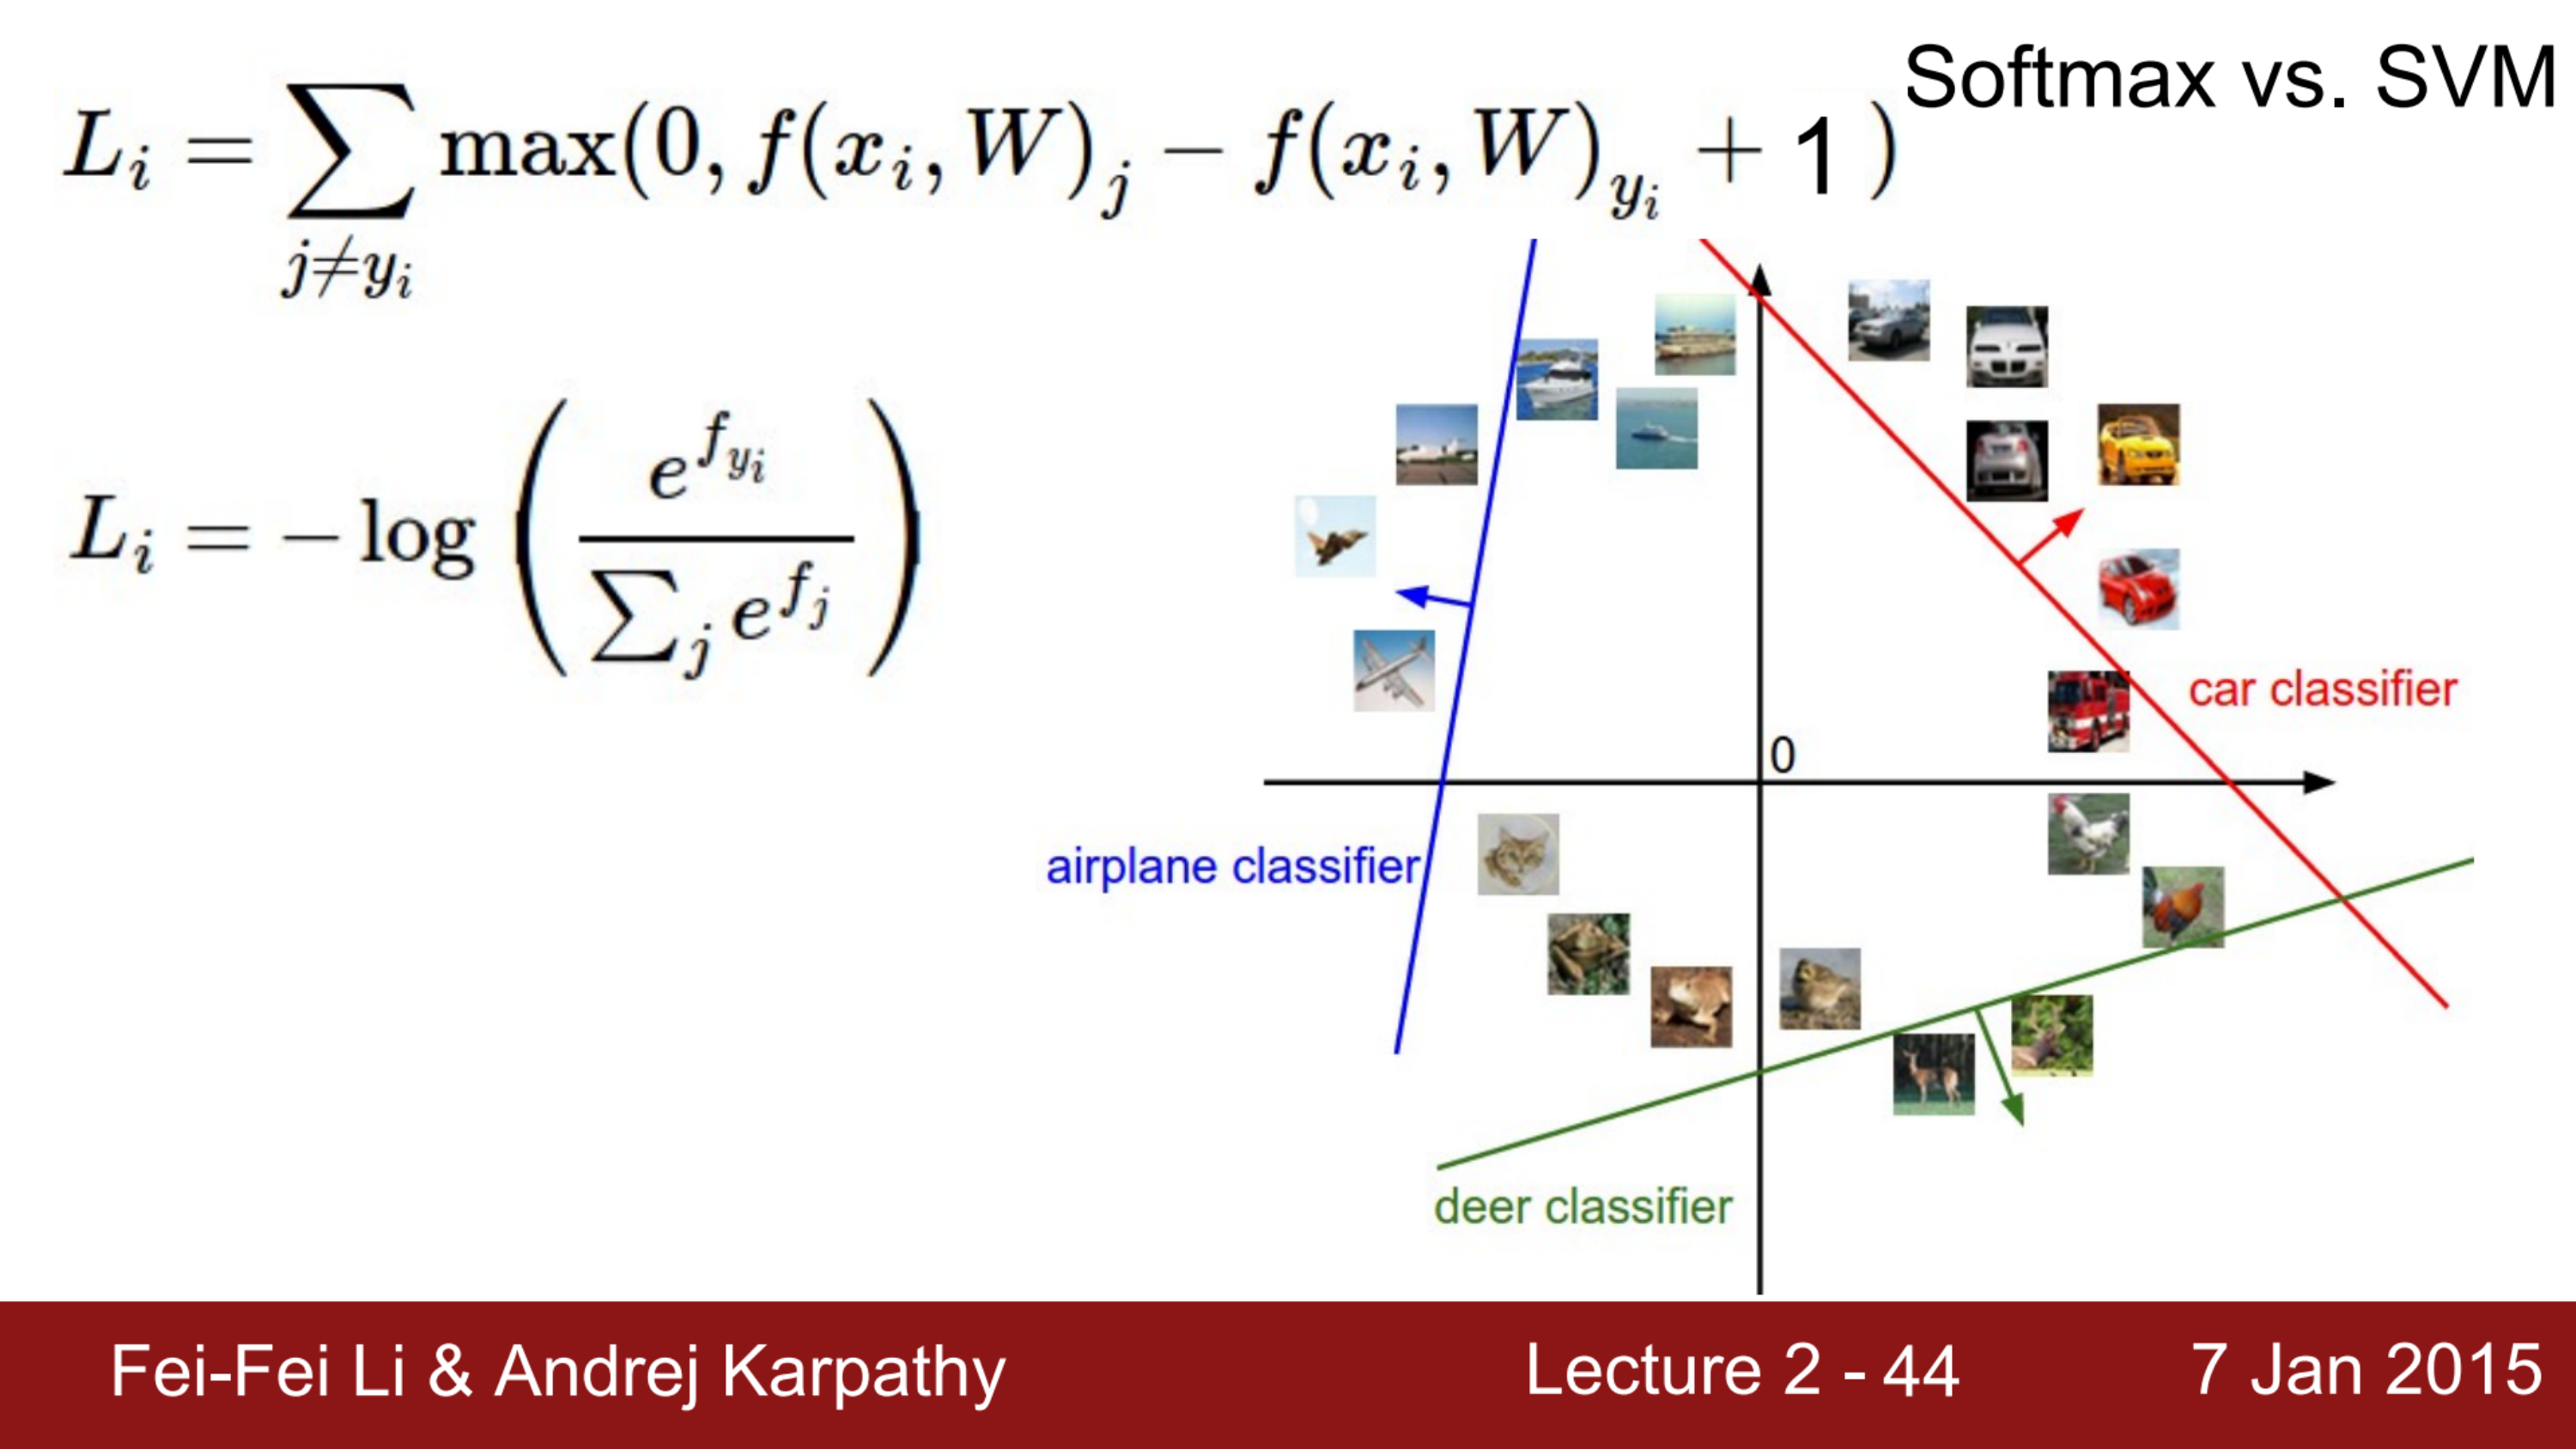 Softmax vs. SVM
L_i = \sum_{j \neq y_i} \max(0, f(x_i, W)_j - f(x_i, W)_{y_i} + 1 )
L_i = -\log \left( \frac{e^{f_{y_i}}}{\sum_j e^{f_j}} \right)
car classifier
0
airplane classifier
deer classifier
Fei-Fei Li & Andrej Karpathy Lecture 2 - 44 7 Jan 2015